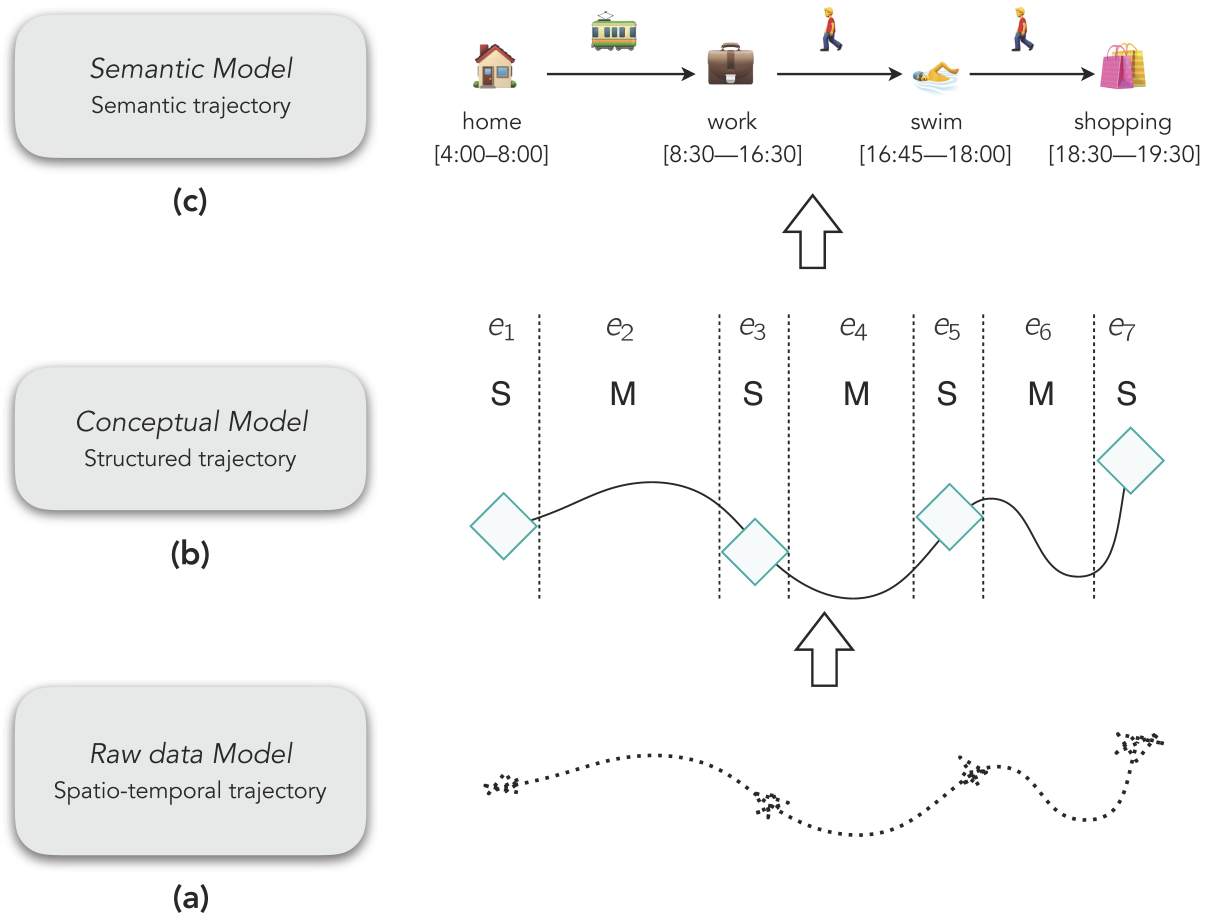 Semantic Model
Semantic trajectory
(c)
home
[4:00–8:00]
work
[8:30—16:30]
swim
[16:45—18:00]
shopping
[18:30—19:30]
e1 e2 e3 e4 e5 e6 e7
S M S M S M S
Conceptual Model
Structured trajectory
(b)
Raw data Model
Spatio-temporal trajectory
(a)